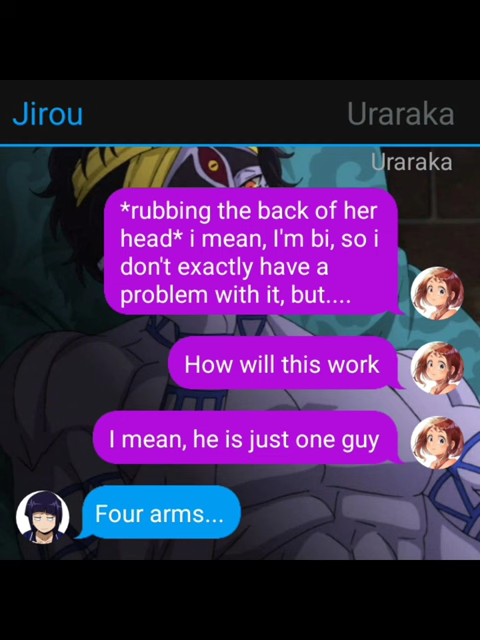 Jirou
Uraraka
Uraraka
*rubbing the back of her
head* i mean, I'm bi, so i
don't exactly have a
problem with it, but....
How will this work
I mean, he is just one guy
Four arms...